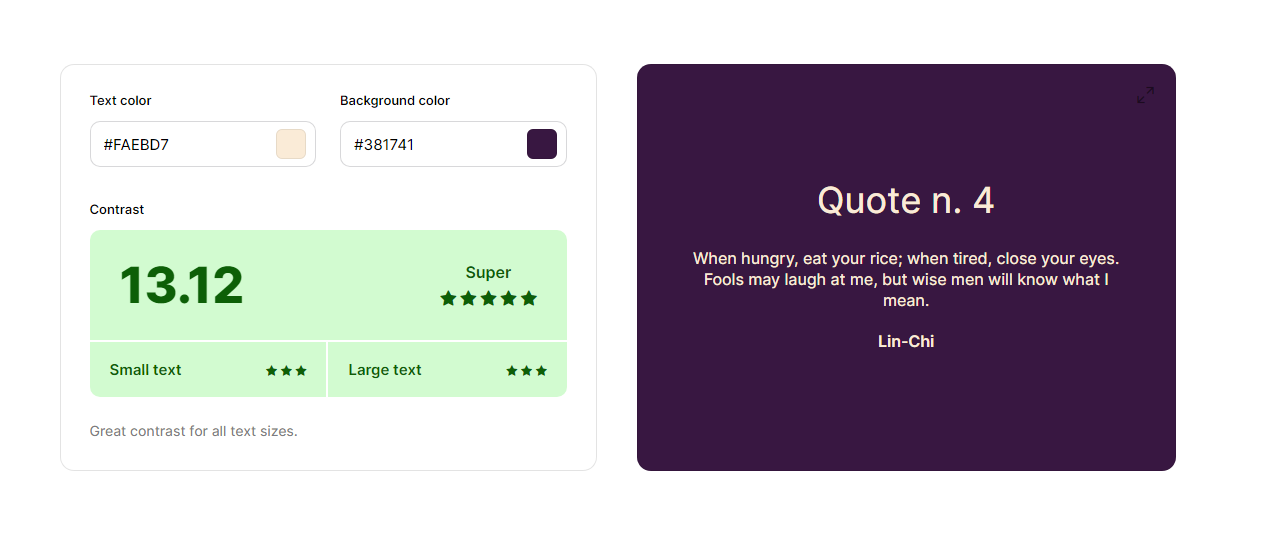 Text color
Background color
#FAEBD7
#381741
Contrast
13.12
Super
Small text
Large text
Great contrast for all text sizes.
Quote n. 4
When hungry, eat your rice; when tired, close your eyes.
Fools may laugh at me, but wise men will know what I
mean.
Lin-Chi